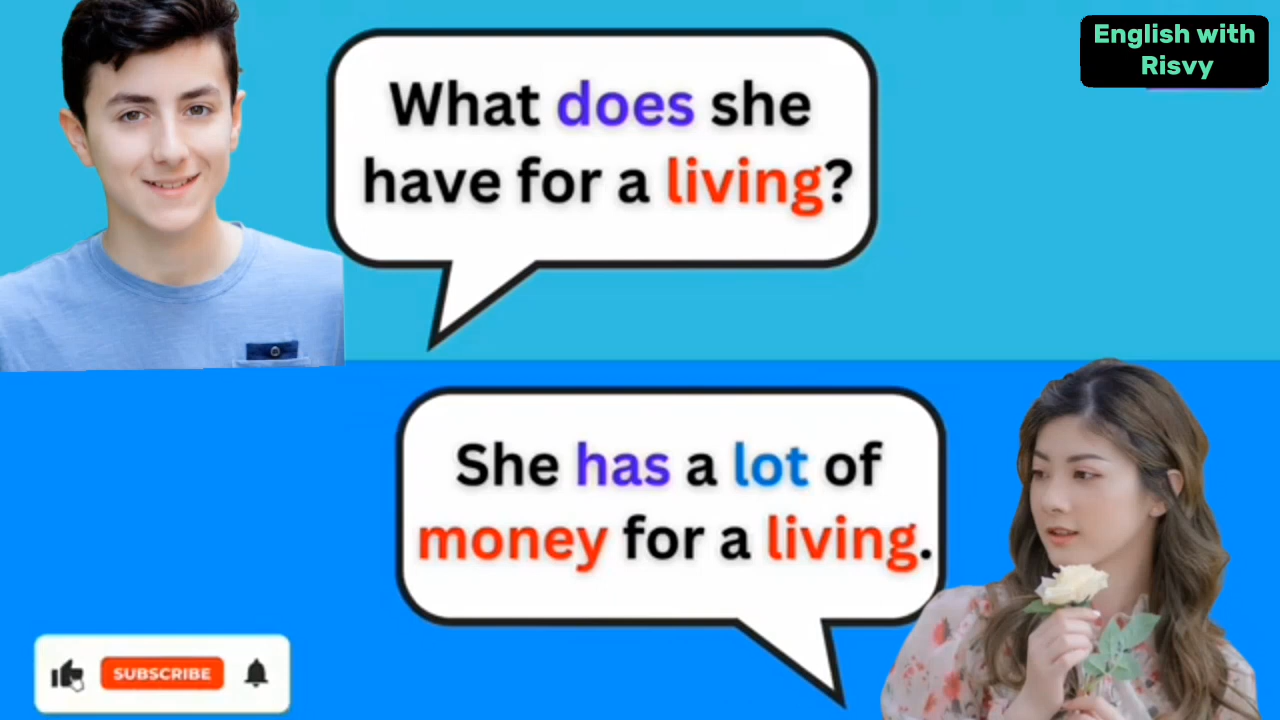 English with
Risvy
What does she
have for a living?
She has a lot of
money for a living.
SUBSCRIBE